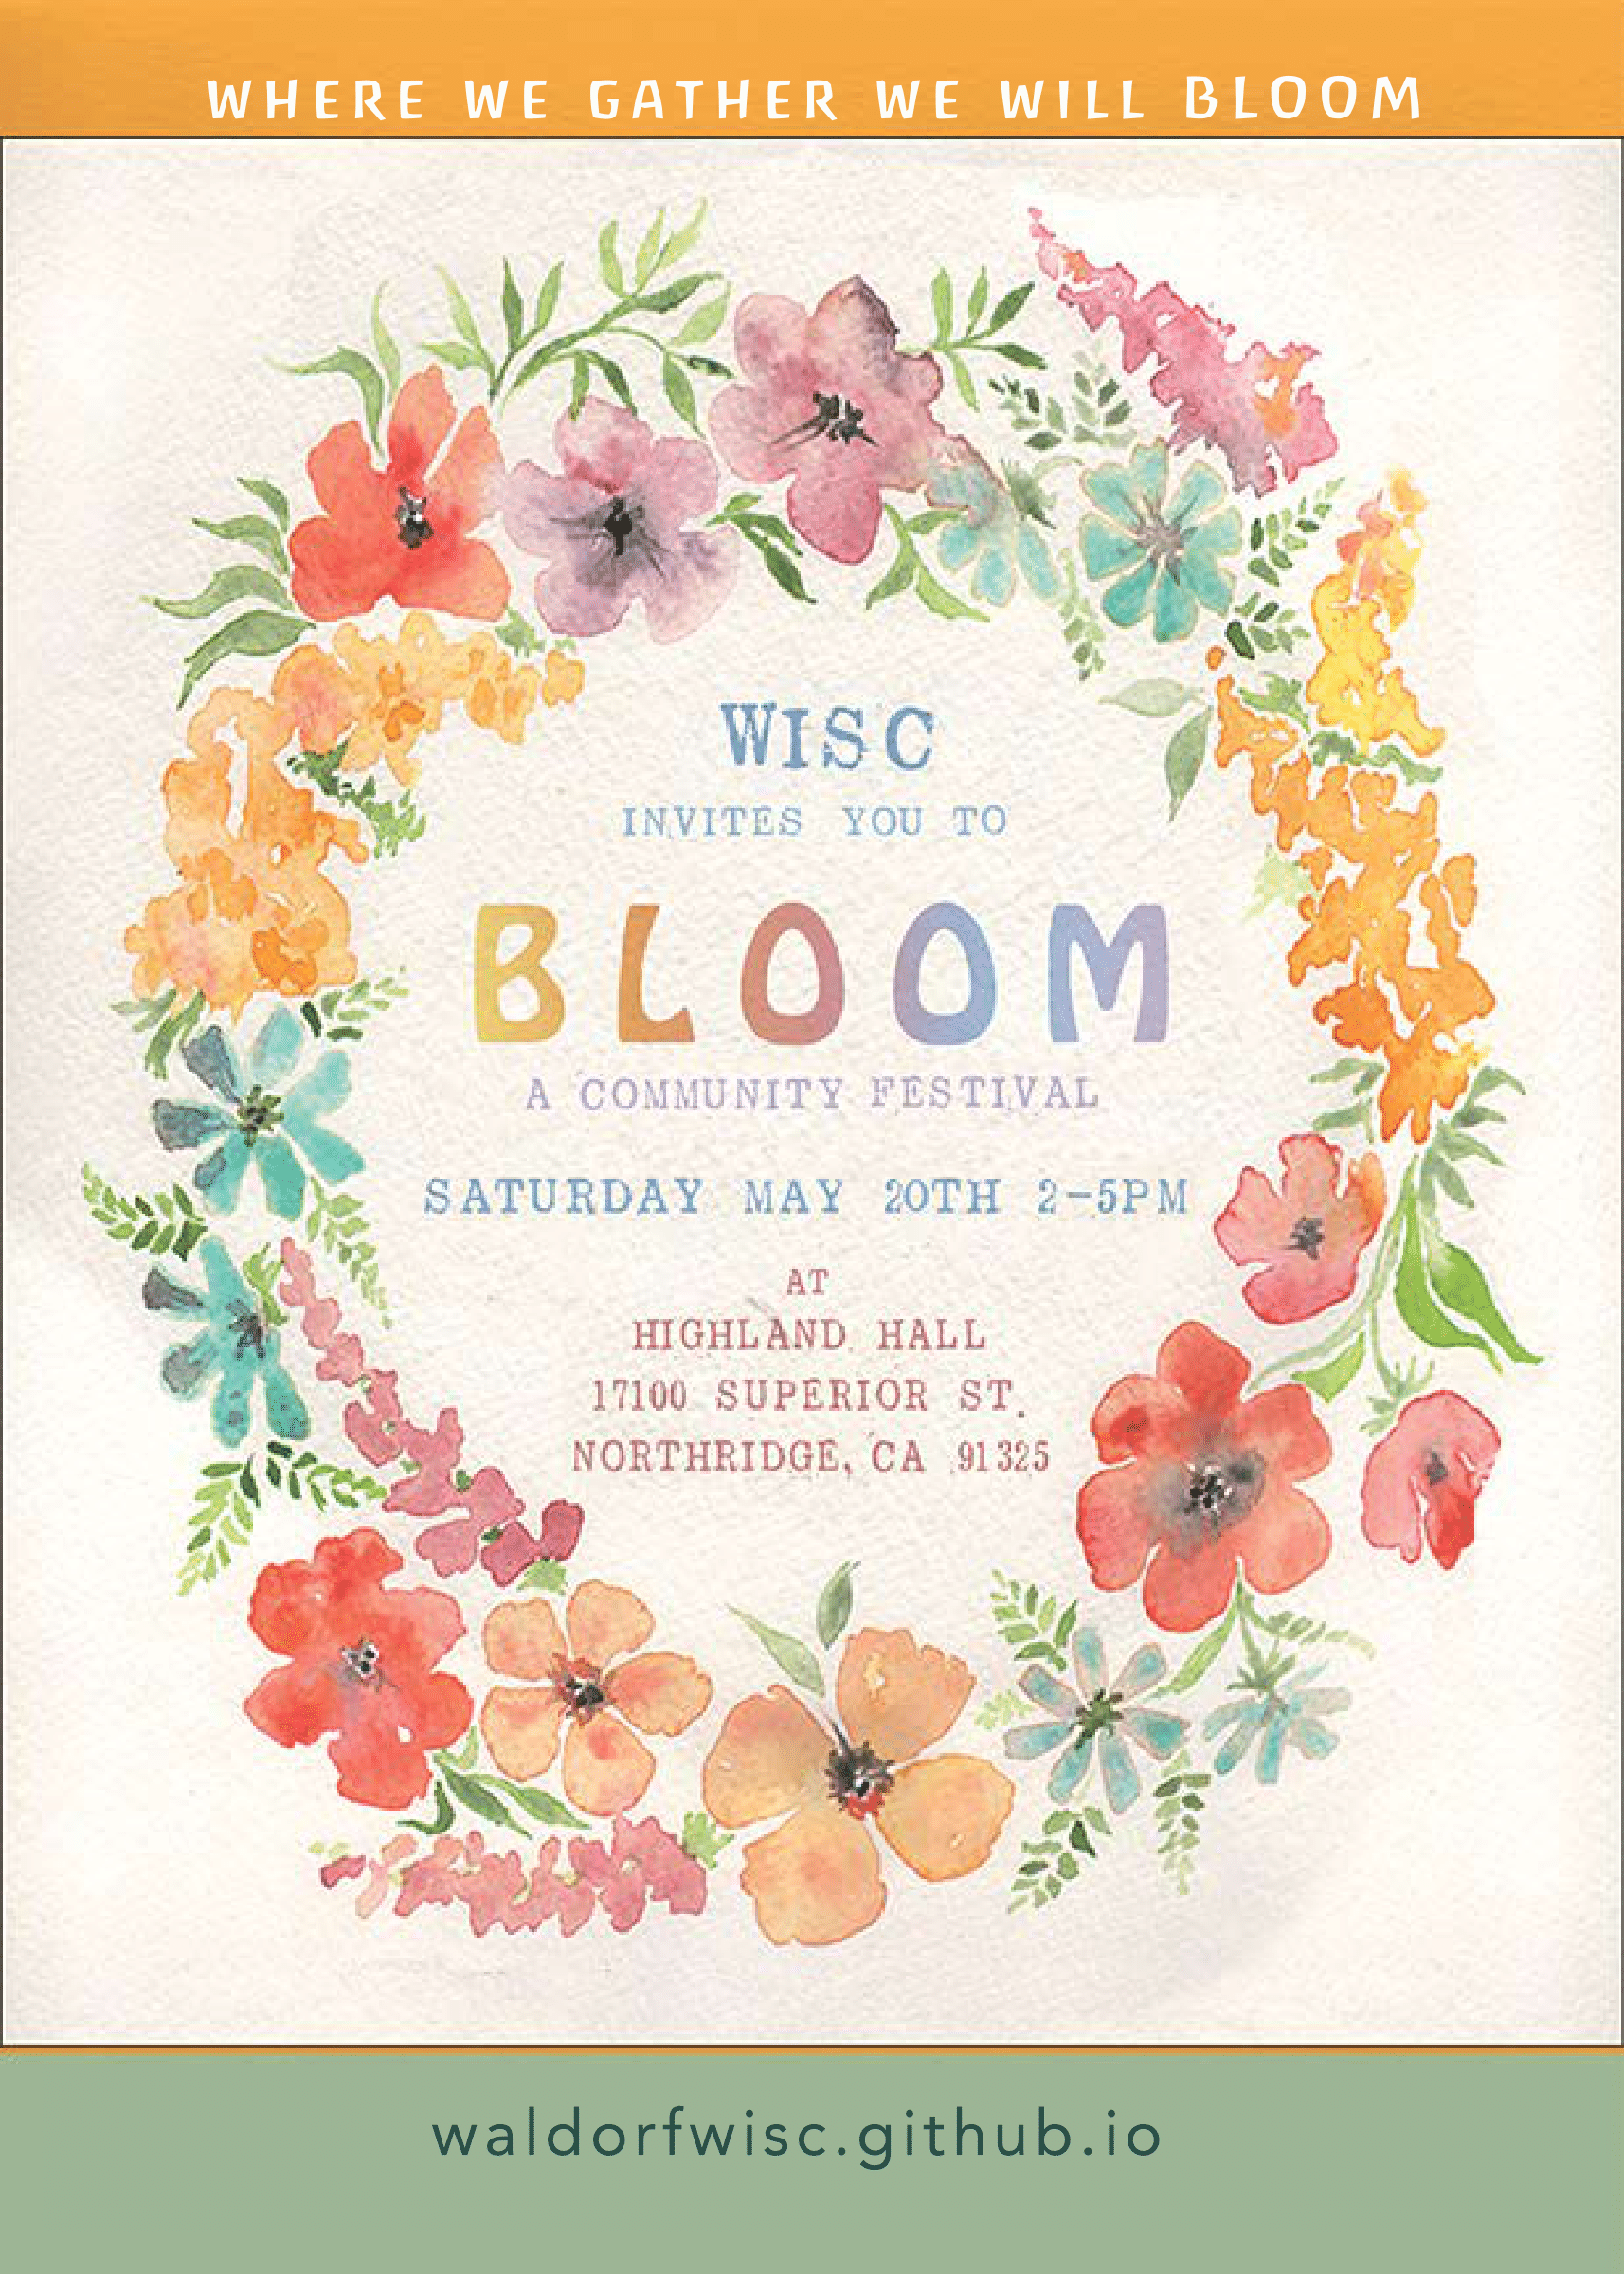 WHERE WE GATHER WE WILL BLOOM
WISC
INVITES YOU TO
BLOOM
A COMMUNITY FESTIVAL
SATURDAY MAY 20TH 2-5PM
AT
HIGHLAND HALL
17100 SUPERIOR ST.
NORTHRIDGE, CA 91325
waldorfwisc.github.io